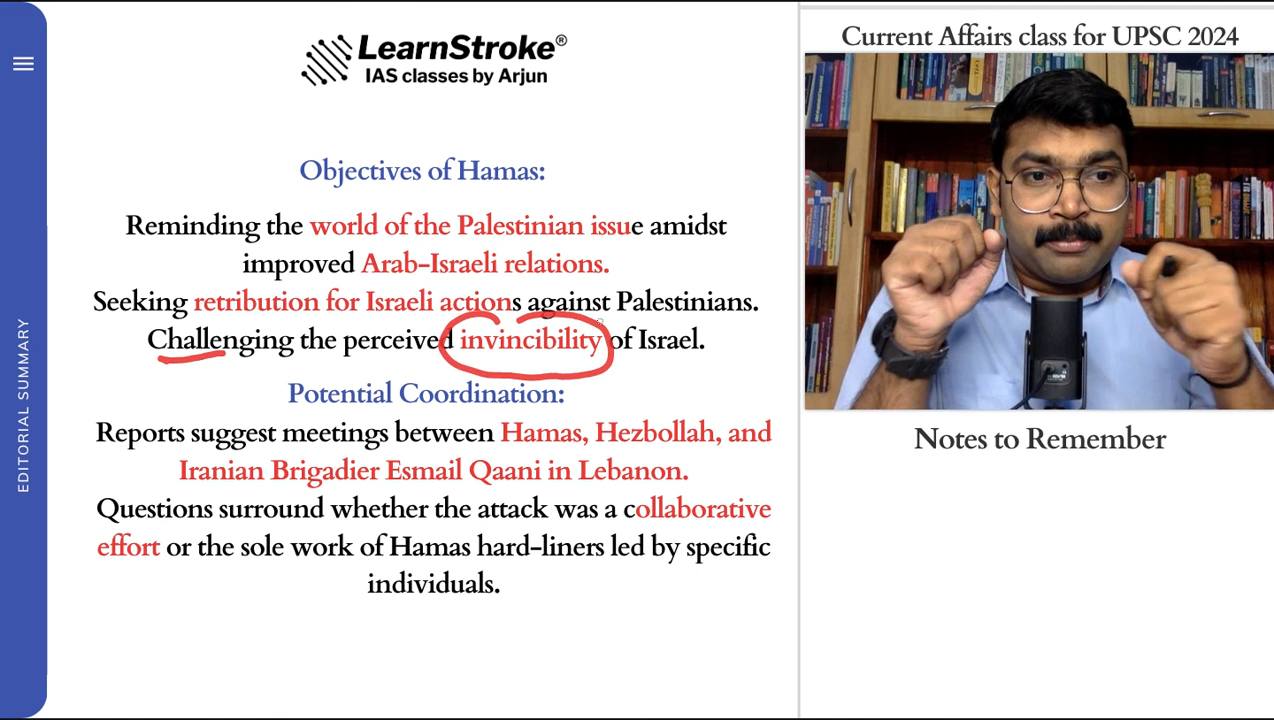 LearnStroke®
IAS classes by Arjun
Current Affairs class for UPSC 2024
Objectives of Hamas:
Reminding the world of the Palestinian issue amidst
improved Arab-Israeli relations.
Seeking retribution for Israeli actions against Palestinians.
Challenging the perceived invincibility of Israel.
Potential Coordination:
Reports suggest meetings between Hamas, Hezbollah, and
Iranian Brigadier Esmail Qaani in Lebanon.
Questions surround whether the attack was a collaborative
effort or the sole work of Hamas hard-liners led by specific
individuals.
EDITORIAL SUMMARY
Notes to Remember